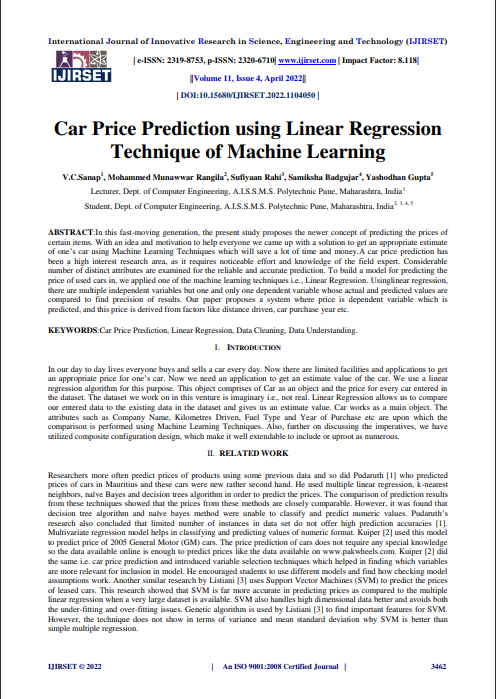 International Journal of Innovative Research in Science, Engineering and Technology (IJIRSET)
| e-ISSN: 2319-8753, p-ISSN: 2320-6710| www.ijirset.com | Impact Factor: 8.118|
IJIRSET
||Volume 11, Issue 4, April 2022||
| DOI:10.15680/IJIRSET.2022.1104050 |
Car Price Prediction using Linear Regression
Technique of Machine Learning
V.C.Sanap1, Mohammed Munawwar Rangila2, Sufiyaan Rahi3, Samiksha Badgujar4, Yashodhan Gupta5
Lecturer, Dept. of Computer Engineering, A.I.S.S.M.S. Polytechnic Pune, Maharashtra, India1
Student, Dept. of Computer Engineering, A.I.S.S.M.S. Polytechnic Pune, Maharashtra, India2, 3, 4, 5
ABSTRACT:In this fast-moving generation, the present study proposes the newer concept of predicting the prices of
certain items. With an idea and motivation to help everyone we came up with a solution to get an appropriate estimate
of one's car using Machine Learning Techniques which will save a lot of time and money.A car price prediction has
been a high interest research area, as it requires noticeable effort and knowledge of the field expert. Considerable
number of distinct attributes are examined for the reliable and accurate prediction. To build a model for predicting the
price of used cars in, we applied one of the machine learning techniques i.e., Linear Regression. Usinglinear regression,
there are multiple independent variables but one and only one dependent variable whose actual and predicted values are
compared to find precision of results. Our paper proposes a system where price is dependent variable which is
predicted, and this price is derived from factors like distance driven, car purchase year etc.
KEYWORDS:Car Price Prediction, Linear Regression, Data Cleaning, Data Understanding.
I. INTRODUCTION
In our day to day lives everyone buys and sells a car every day. Now there are limited facilities and applications to get
an appropriate price for one's car. Now we need an application to get an estimate value of the car. We use a linear
regression algorithm for this purpose. This object comprises of Car as an object and the price for every car entered in
the dataset. The dataset we work on in this venture is imaginary i.e., not real. Linear Regression allows us to compare
our entered data to the existing data in the dataset and gives us an estimate value. Car works as a main object. The
attributes such as Company Name, Kilometres Driven, Fuel Type and Year of Purchase etc are upon which the
comparison is performed using Machine Learning Techniques. Also, further on discussing the imperatives, we have
utilized composite configuration design, which make it well extendable to include or uproot as numerous.
II. RELATED WORK
Researchers more often predict prices of products using some previous data and so did Pudaruth [1] who predicted
prices of cars in Mauritius and these cars were new rather second hand. He used multiple linear regression, k-nearest
neighbors, naïve Bayes and decision trees algorithm in order to predict the prices. The comparison of prediction results
from these techniques showed that the prices from these methods are closely comparable. However, it was found that
decision tree algorithm and naïve bayes method were unable to classify and predict numeric values. Pudaruth's
research also concluded that limited number of instances in data set do not offer high prediction accuracies [1].
Multivariate regression model helps in classifying and predicting values of numeric format. Kuiper [2] used this model
to predict price of 2005 General Motor (GM) cars. The price prediction of cars does not require any special knowledge
so the data available online is enough to predict prices like the data available on www.pakwheels.com. Kuiper [2] did
the same i.e. car price prediction and introduced variable selection techniques which helped in finding which variables
are more relevant for inclusion in model. He encouraged students to use different models and find how checking model
assumptions work. Another similar research by Listiani [3] uses Support Vector Machines (SVM) to predict the prices
of leased cars. This research showed that SVM is far more accurate in predicting prices as compared to the multiple
linear regression when a very large dataset is available. SVM also handles high dimensional data better and avoids both
the under-fitting and over-fitting issues. Genetic algorithm is used by Listiani [3] to find important features for SVM.
However, the technique does not show in terms of variance and mean standard deviation why SVM is better than
simple multiple regression.
IJIRSET © 2022 | An ISO 9001:2008 Certified Journal | 3462